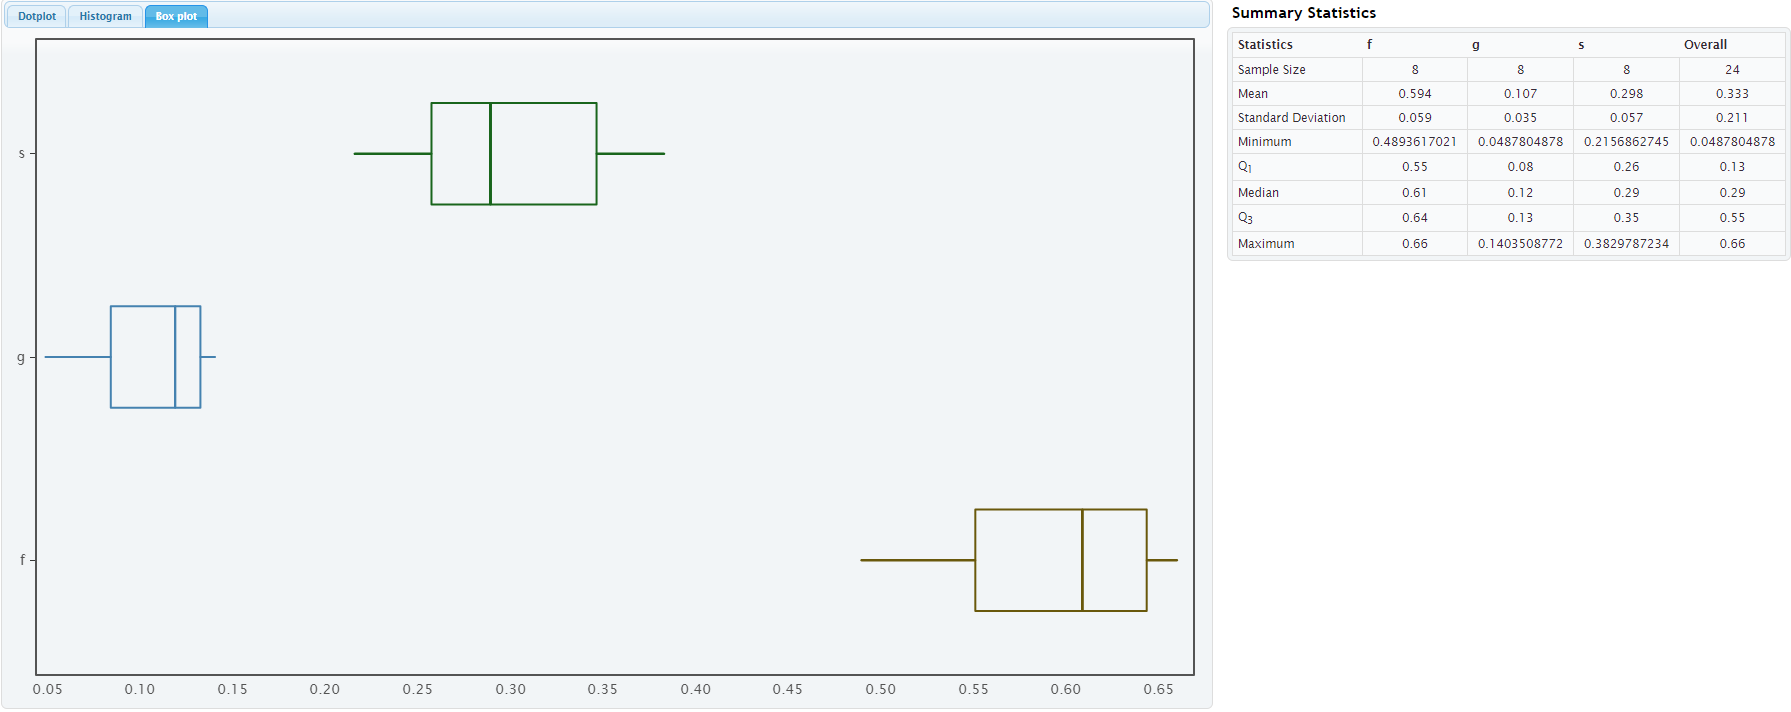 Dotplot Histogram Box plot
s
g
f
0.05 0.10 0.15 0.20 0.25 0.30 0.35 0.40 0.45 0.50 0.55 0.60 0.65
Summary Statistics
Statistics f g s Overall
Sample Size 8 8 8 24
Mean 0.594 0.107 0.298 0.333
Standard Deviation 0.059 0.035 0.057 0.211
Minimum 0.4893617021 0.0487804878 0.2156862745 0.0487804878
Q1 0.55 0.08 0.26 0.13
Median 0.61 0.12 0.29 0.29
Q3 0.64 0.13 0.35 0.55
Maximum 0.66 0.1403508772 0.3829787234 0.66